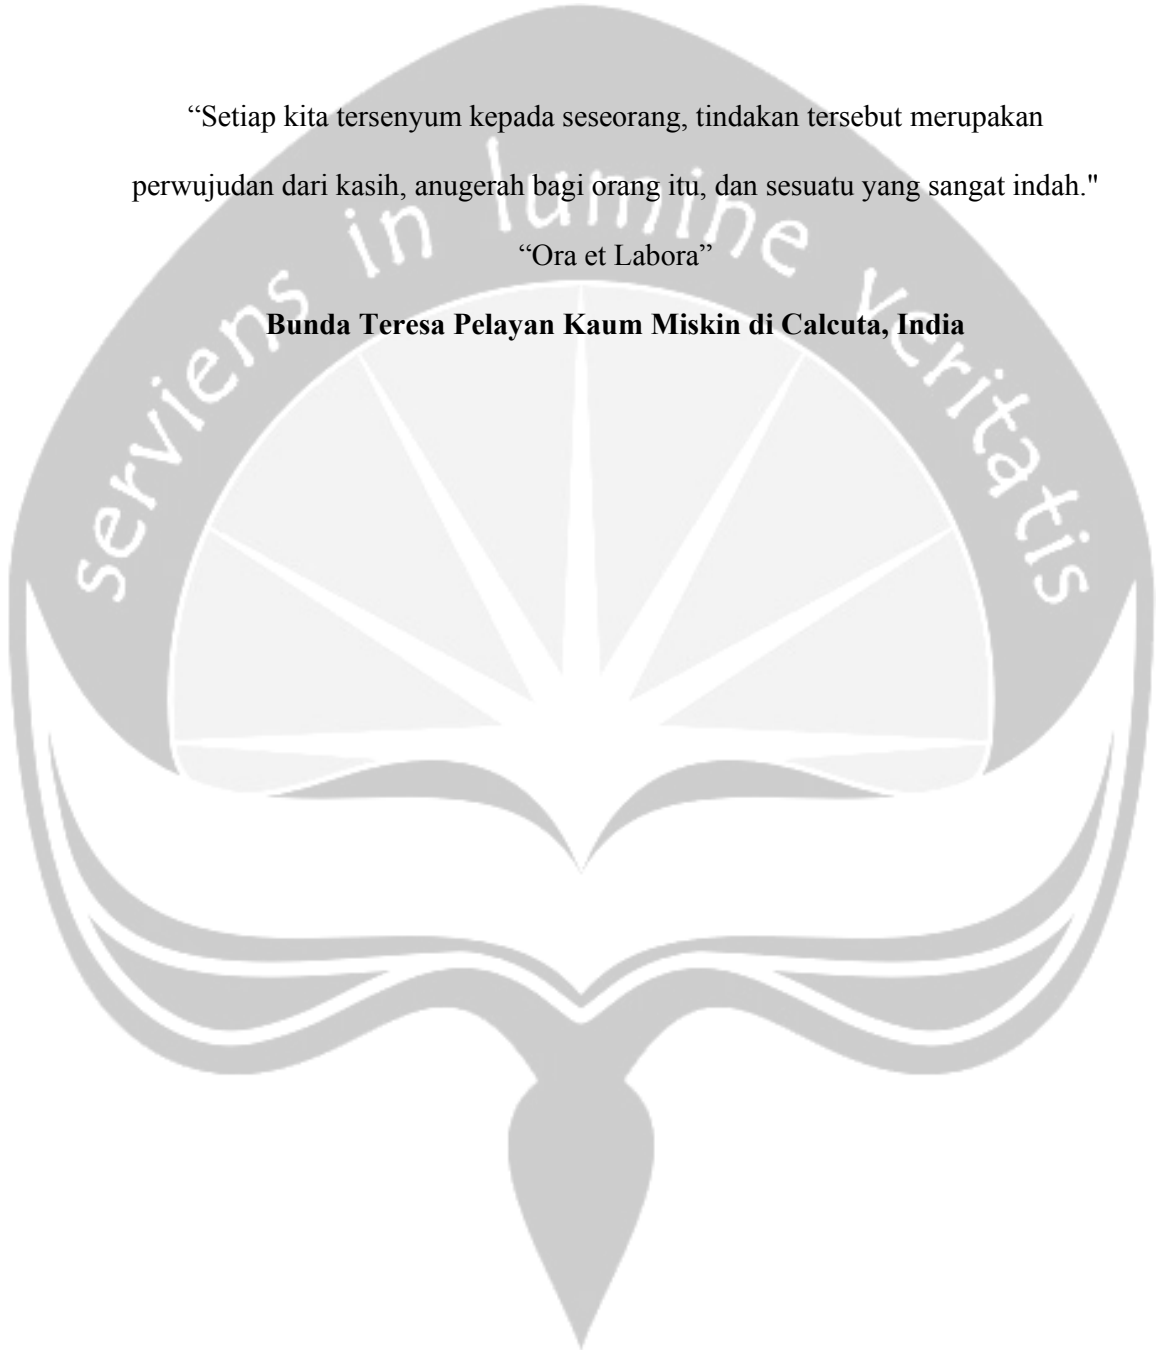 “Setiap kita tersenyum kepada seseorang, tindakan tersebut merupakan
perwujudan dari kasih, anugerah bagi orang itu, dan sesuatu yang sangat indah."
“Ora et Labora”
Bunda Teresa Pelayan Kaum Miskin di Calcuta, India
serviens in lumine veritatis